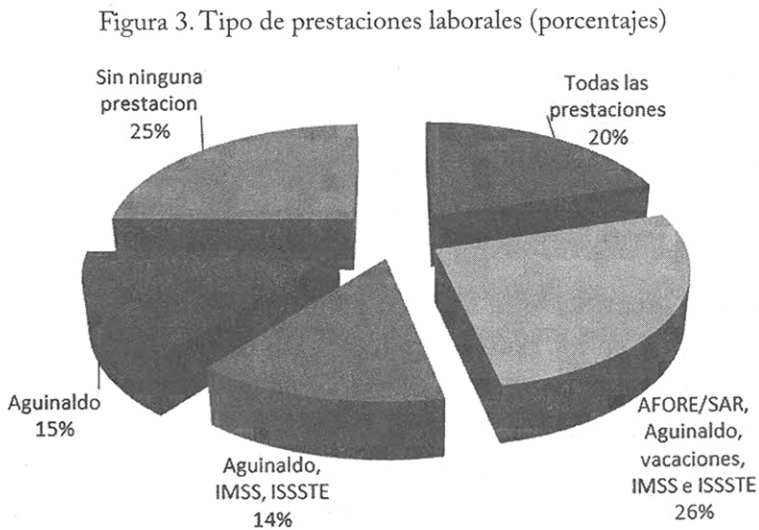 Figura 3. Tipo de prestaciones laborales (porcentajes)
Sin ninguna
prestacion
25%
Todas las
prestaciones
20%
Aguinaldo
15%
Aguinaldo,
IMSS, ISSSTE
14%
AFORE/SAR,
Aguinaldo,
vacaciones,
IMSS e ISSSTE
26%